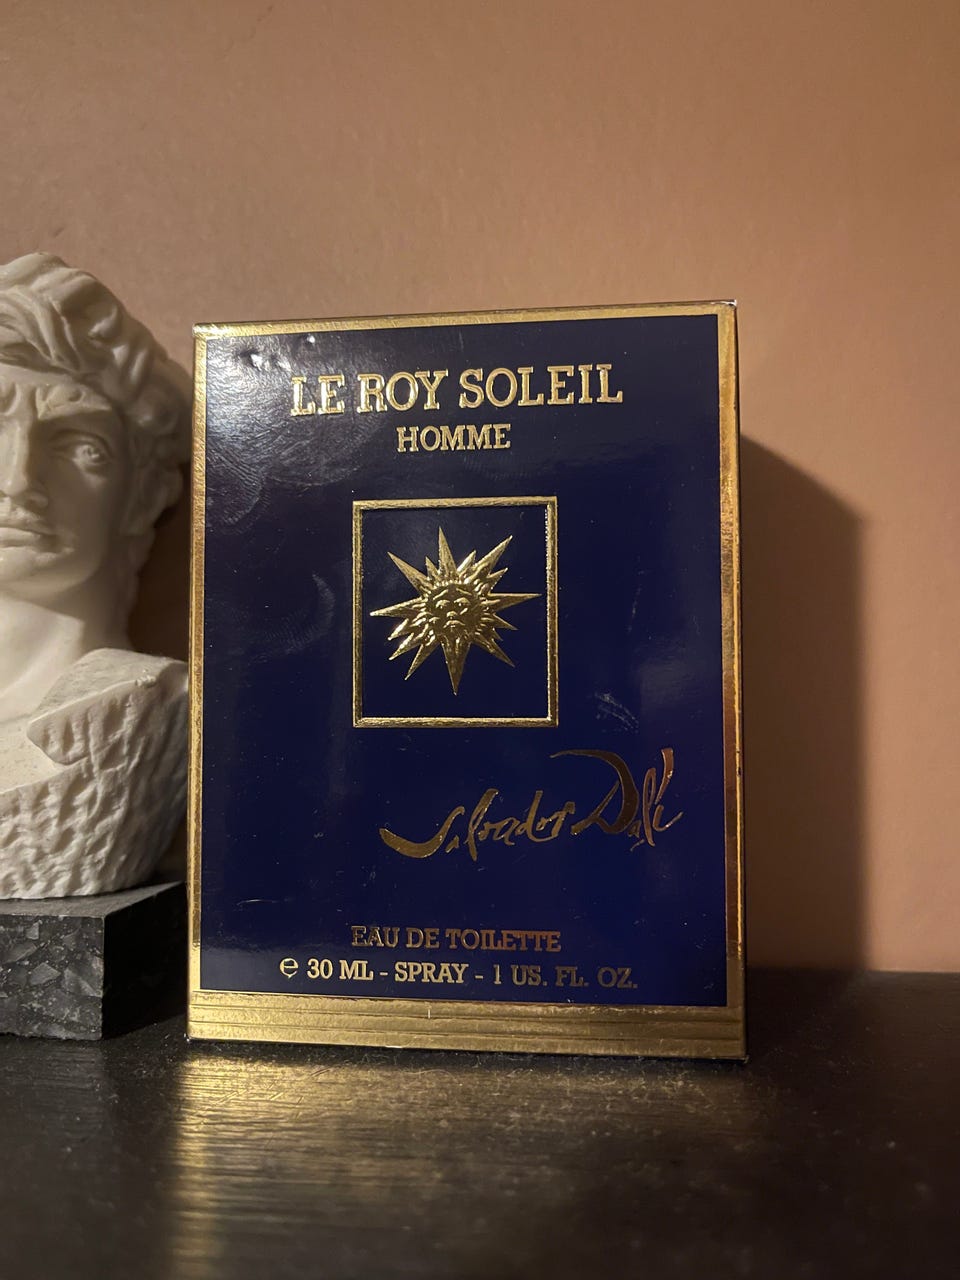 LE ROY SOLEIL
HOMME
Salvador Dalí
EAU DE TOILETTE
℮ 30 ML - SPRAY - 1 US. FL. OZ.